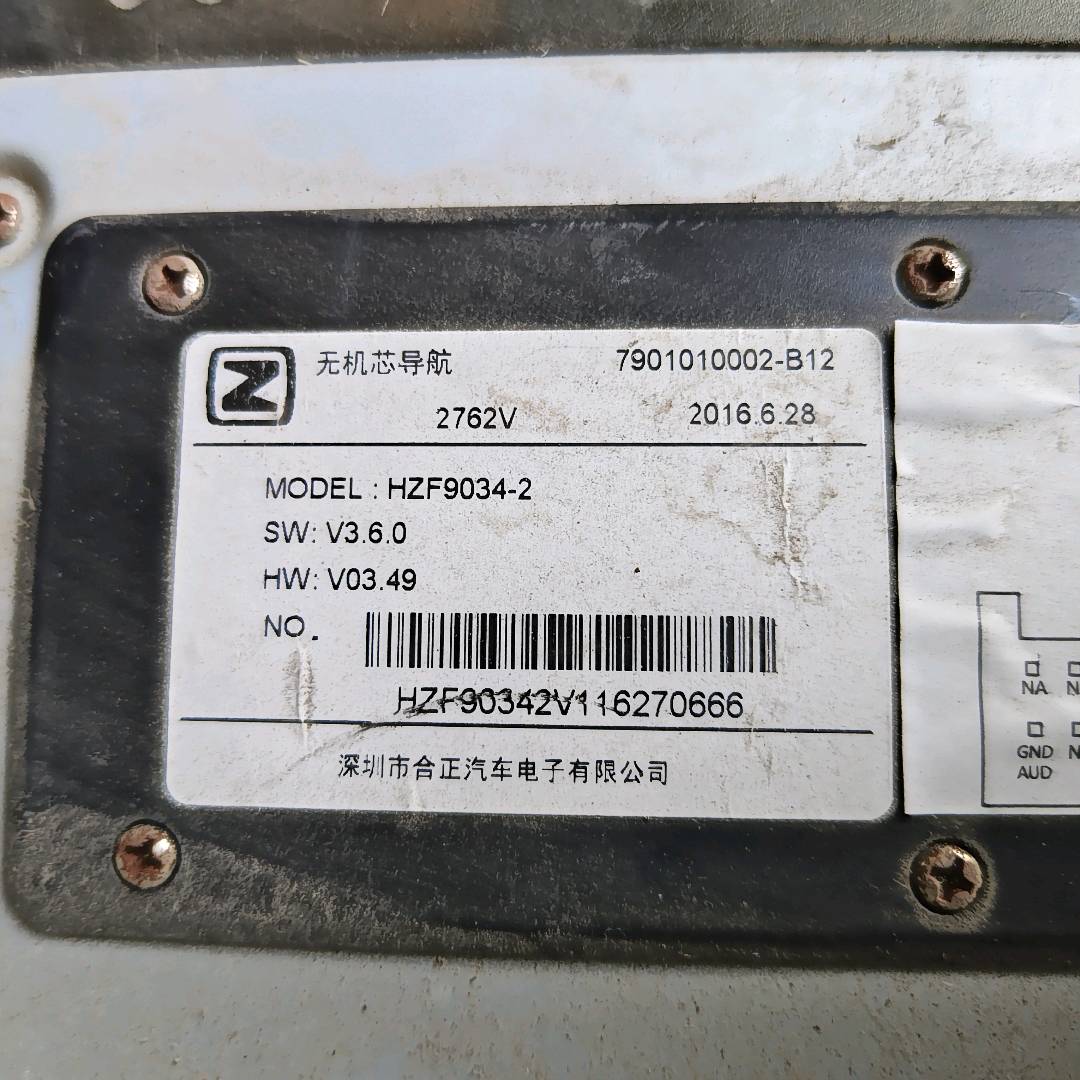 无机芯导航 7901010002-B12
2762V 2016.6.28
MODEL : HZF9034-2
SW: V3.6.0
HW: V03.49
NO.
HZF90342V116270666
深圳市合正汽车电子有限公司
NA
GND
AUD